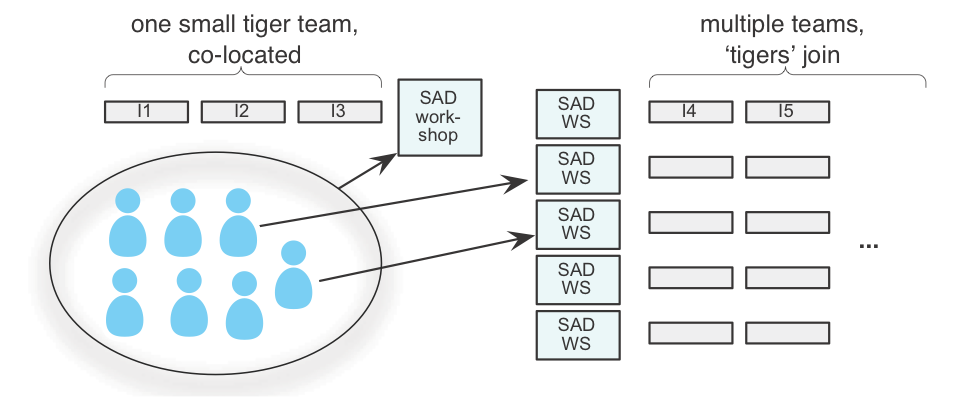 one small tiger team,
co-located
multiple teams,
‘tigers’ join
I1
I2
I3
SAD
work-
shop
SAD
WS
I4
I5
SAD
WS
SAD
WS
...
SAD
WS
SAD
WS